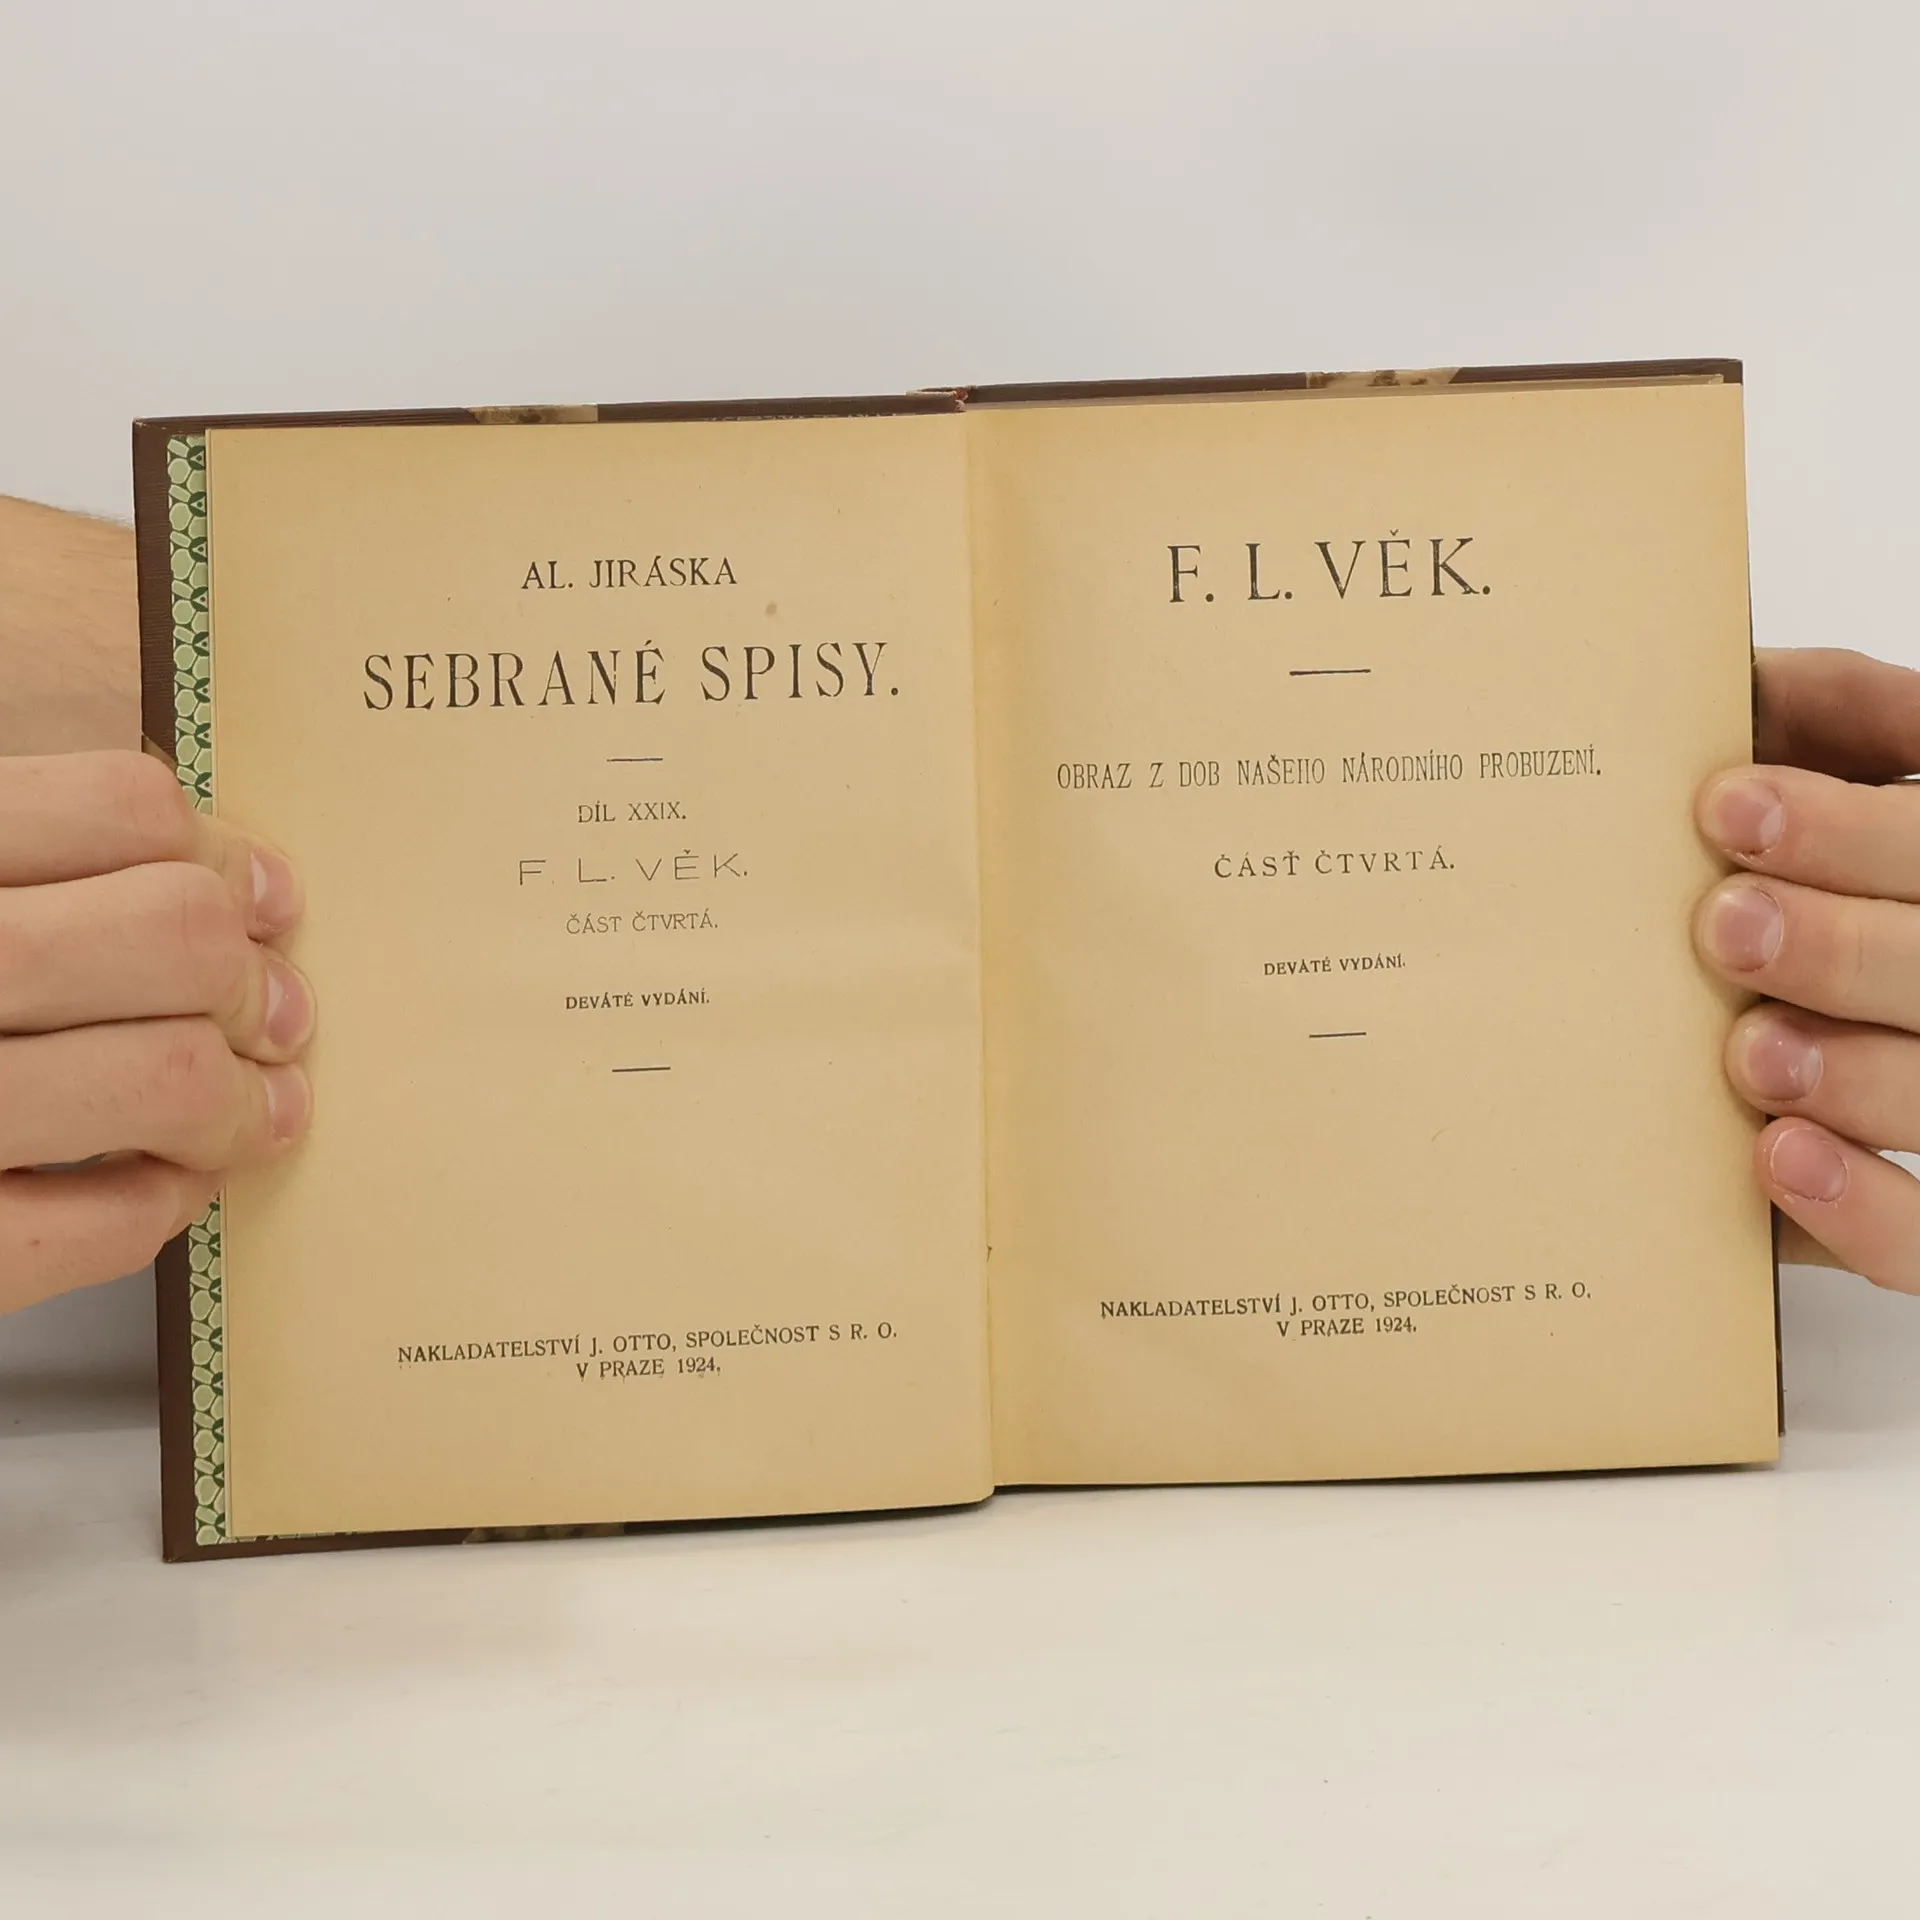 AL. JIRÁSKA
SEBRANÉ SPISY.
DÍL XXIX.
F. L. VĚK.
ČÁST ČTVRTÁ.
DEVÁTÉ VYDÁNÍ.
NAKLADATELSTVÍ J. OTTO, SPOLEČNOST S R. O.
V PRAZE 1924.
F. L. VĚK.
OBRAZ Z DOB NAŠEHO NÁRODNÍHO PROBUZENÍ.
ČÁSŤ ČTVRTÁ.
DEVÁTÉ VYDÁNÍ.
NAKLADATELSTVÍ J. OTTO, SPOLEČNOST S R. O.
V PRAZE 1924.